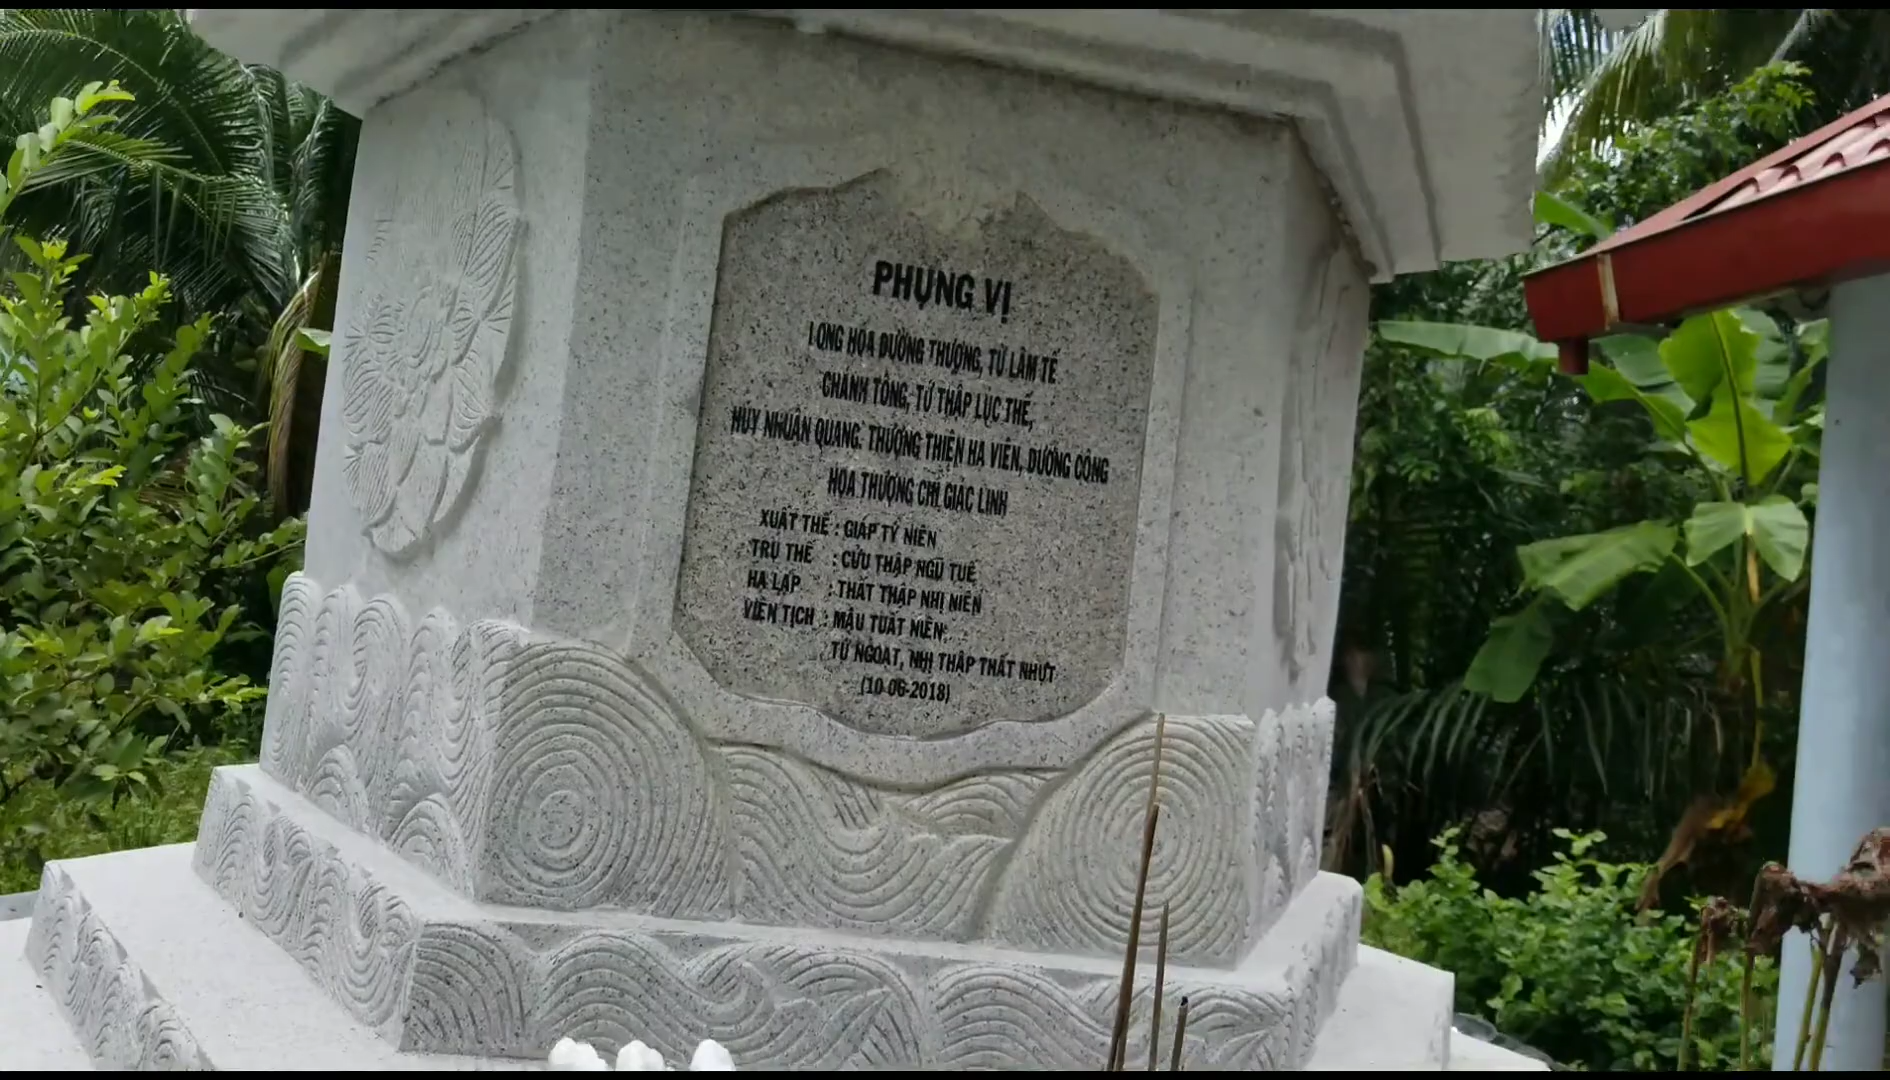 PHỤNG VỊ
LONG HÒA ĐƯỜNG THƯỢNG, TỪ LÂM TẾ
CHÁNH TÔNG, TỨ THẬP LỤC THẾ,
HÚY NHUẬN QUANG. THƯỢNG THIỆN HẠ VIÊN, DƯƠNG CÔNG
HÒA THƯỢNG CHI GIÁC LINH
XUẤT THẾ : GIÁP TÝ NIÊN
TRỤ THẾ : CỬU THẬP NGŨ TUẾ
HẠ LẠP : THẤT THẬP NHỊ NIÊN
VIÊN TỊCH : MẬU TUẤT NIÊN
TỨ NGOẠT, NHỊ THẬP THẤT NHỰT
(10-06-2018)